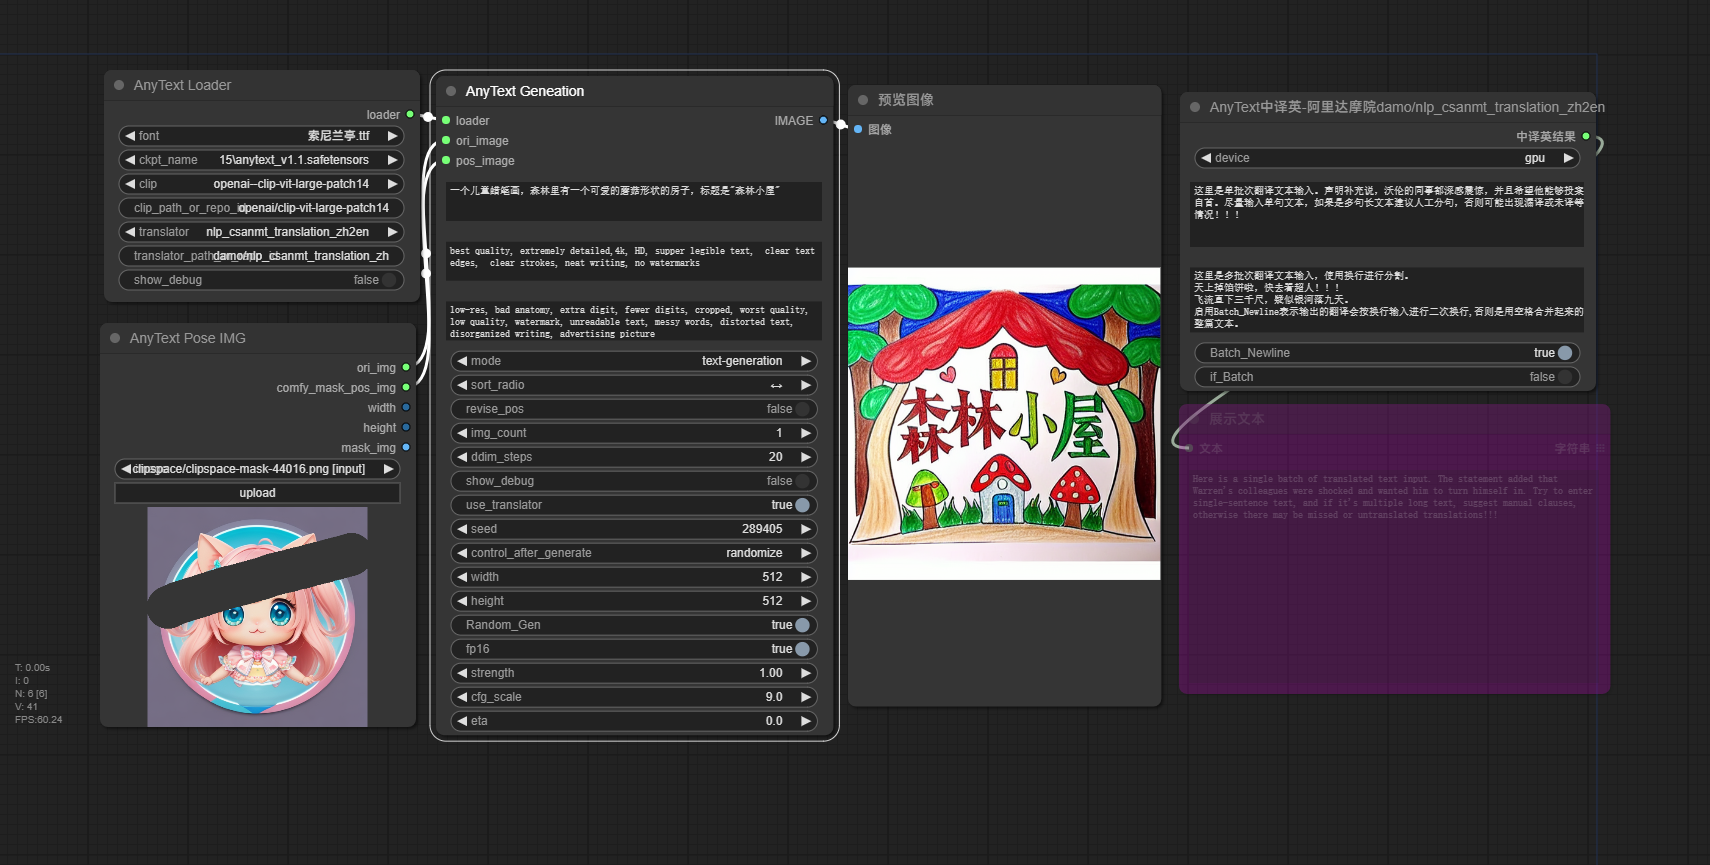 AnyText Loader
loader
font 索尼兰亭.ttf
ckpt_name 15\anytext_v1.1.safetensors
clip openai--clip-vit-large-patch14
clip_path_or_repo_id openai/clip-vit-large-patch14
translator nlp_csanmt_translation_zh2en
damo/nlp_csanmt_translation_zh
show_debug false
AnyText Pose IMG
ori_img
comfy_mask_pos_img
width
height
mask_img
clipspace/clipspace-mask-44016.png [input]
upload
AnyText Geneation
loader IMAGE
ori_image
pos_image
一个儿童蜡笔画，森林里有一个可爱的蘑菇形状的房子，标题是"森林小屋"
best quality, extremely detailed,4k, HD, supper legible text,  clear text
edges,  clear strokes, neat writing, no watermarks
low-res, bad anatomy, extra digit, fewer digits, cropped, worst quality,
low quality, watermark, unreadable text, messy words, distorted text,
disorganized writing, advertising picture
mode text-generation
sort_radio ↔
revise_pos false
img_count 1
ddim_steps 20
show_debug false
use_translator true
seed 289405
control_after_generate randomize
width 512
height 512
Random_Gen true
fp16 true
strength 1.00
cfg_scale 9.0
eta 0.0
预览图像
图像
森林小屋
AnyText中译英-阿里达摩院damo/nlp_csanmt_translation_zh2en
中译英结果
device gpu
这里是单批次翻译文本输入。声明补充说，沃伦的同事都深感震惊，并且希望他能够投案
自首。尽量输入单句文本，如果是多句长文本建议人工分句，否则可能出现漏译或未译等
情况！！！
这里是多批次翻译文本输入，使用换行进行分割。
天上掉馅饼啦，快去看超人！！！
飞流直下三千尺，疑似银河落九天。
启用Batch_Newline表示输出的翻译会按换行输入进行二次换行,否则是用空格合并起来的
整篇文本。
Batch_Newline true
if_Batch false
展示文本
文本 字符串
Here is a single batch of translated text input. The statement added that
Warren's colleagues were shocked and wanted him to turn himself in. Try to enter
single-sentence text, and if it's multiple long text, suggest manual clauses,
otherwise there may be missed or untranslated translations!!!
T: 0.00s
I: 0
N: 6 [6]
V: 41
FPS:60.24